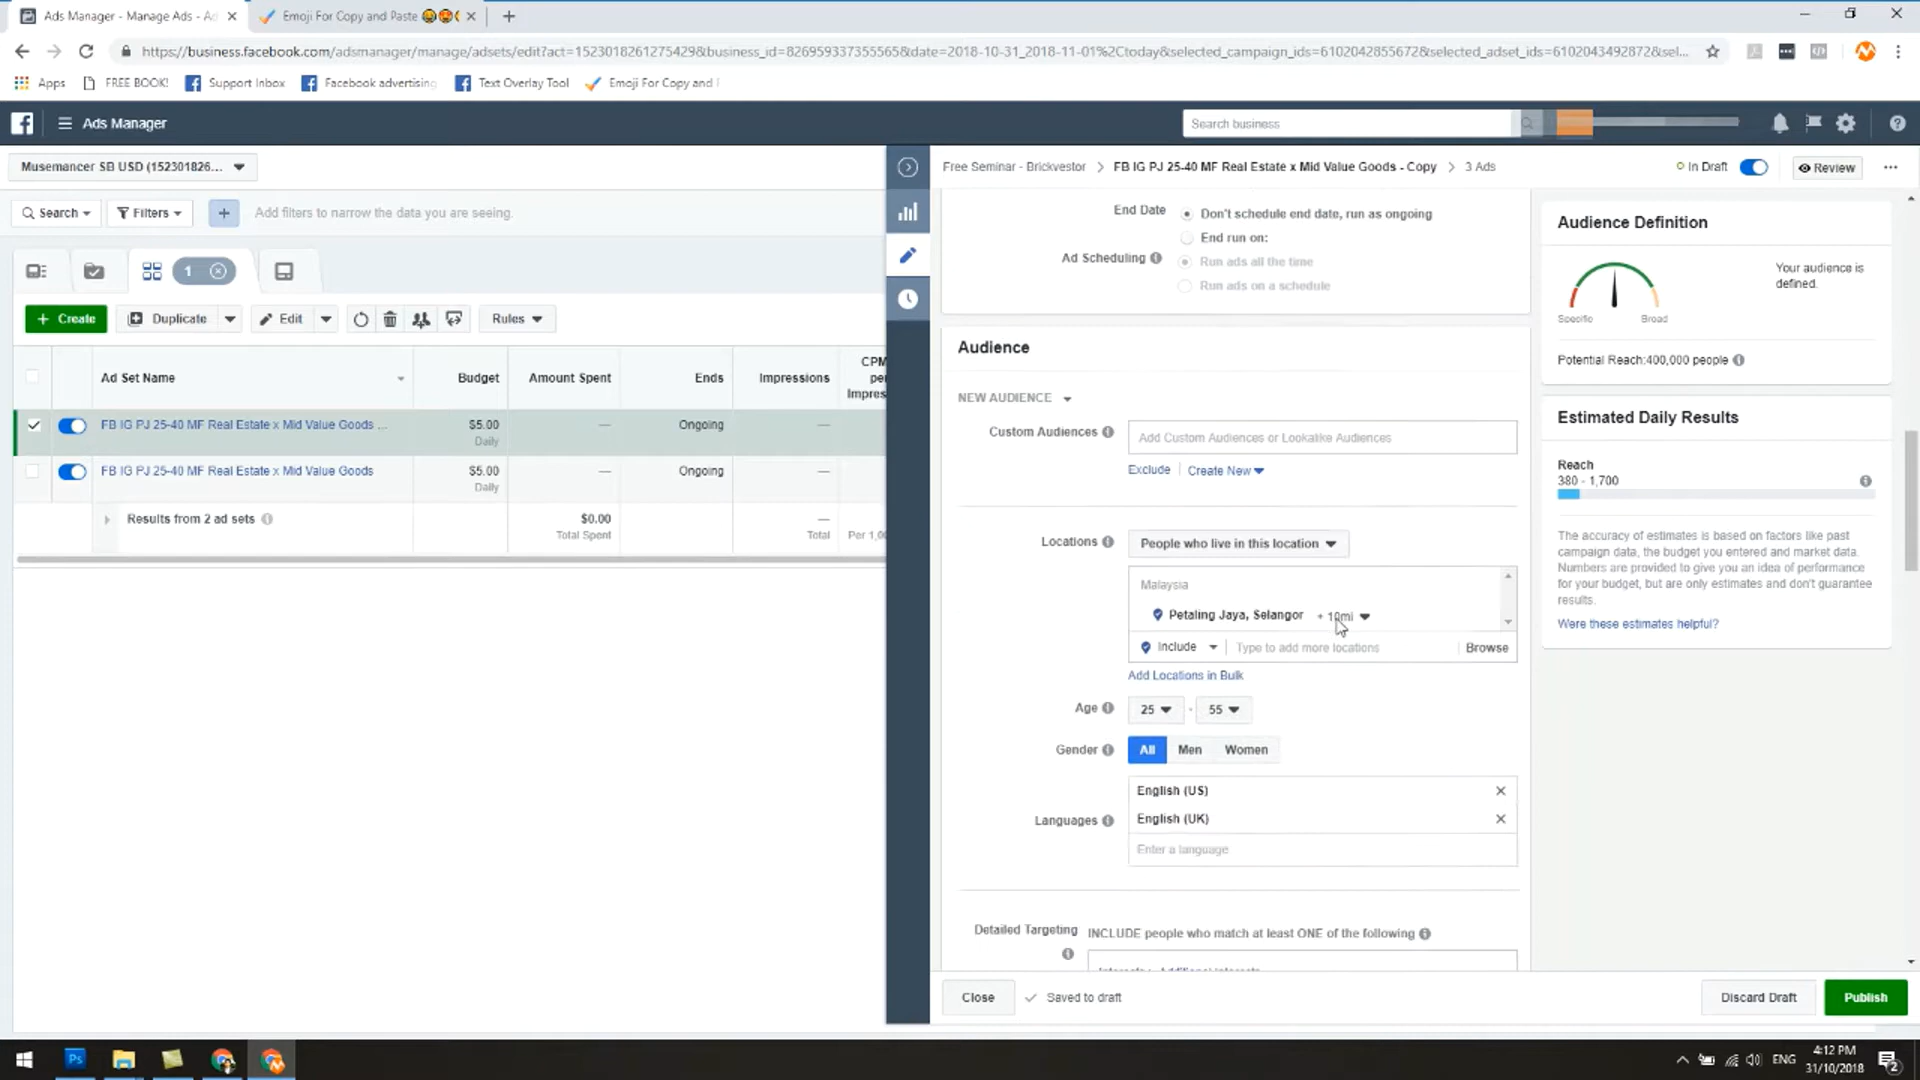 Ads Manager - Manage Ads - Ad
Emoji For Copy and Paste
https://business.facebook.com/adsmanager/manage/adsets/edit?act=15230182612754298&business_id=8269593373555658&date=2018-10-31_2018-11-01%2Ctoday&selected_campaign_ids=6102042855672&selected_adset_ids=6102043492872&sel...
Apps
FREE BOOK!
Support Inbox
Facebook advertising
Text Overlay Tool
Emoji For Copy and
Ads Manager
Search business
Musemancer SB USD (152301826...
Free Seminar - Brickvestor > FB IG PJ 25-40 MF Real Estate x Mid Value Goods - Copy > 3 Ads
In Draft
Review
Search
Filters
Add filters to narrow the data you are seeing.
1
Create
Duplicate
Edit
Rules
Ad Set Name
Budget
Amount Spent
Ends
Impressions
CPM
pe
Impres
FB IG PJ 25-40 MF Real Estate x Mid Value Goods ...
$5.00
Daily
—
Ongoing
—
FB IG PJ 25-40 MF Real Estate x Mid Value Goods
$5.00
Daily
—
Ongoing
—
Results from 2 ad sets
$0.00
Total Spent
—
Total
Per 1,00
End Date
Don't schedule end date, run as ongoing
End run on:
Ad Scheduling
Run ads all the time
Run ads on a schedule
Audience
NEW AUDIENCE
Custom Audiences
Add Custom Audiences or Lookalike Audiences
Exclude
Create New
Locations
People who live in this location
Malaysia
Petaling Jaya, Selangor + 10mi
Include
Type to add more locations
Browse
Add Locations in Bulk
Age
25 - 55
Gender
All
Men
Women
Languages
English (US)
English (UK)
Enter a language
Detailed Targeting
INCLUDE people who match at least ONE of the following
Close
Saved to draft
Discard Draft
Publish
Audience Definition
Your audience is
defined.
Specific
Broad
Potential Reach:400,000 people
Estimated Daily Results
Reach
380 - 1,700
The accuracy of estimates is based on factors like past
campaign data, the budget you entered and market data.
Numbers are provided to give you an idea of performance
for your budget, but are only estimates and don't guarantee
results.
Were these estimates helpful?
ENG
4:12 PM
31/10/2018
2